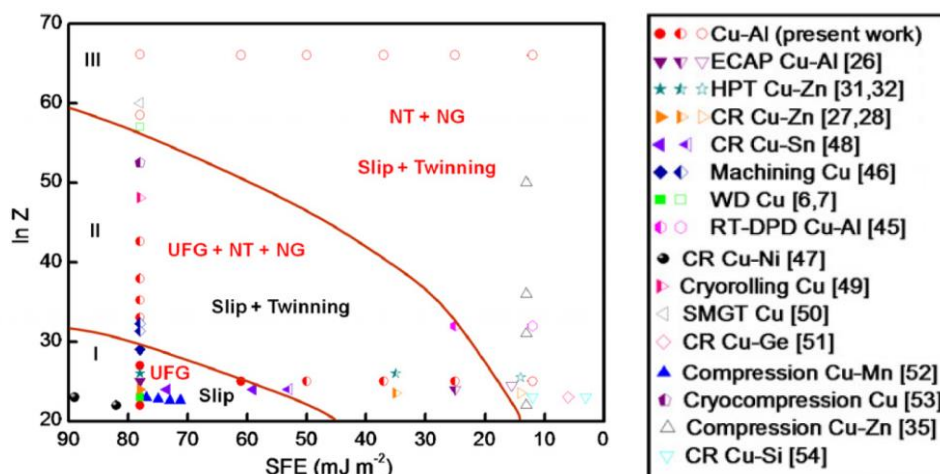 70
60
50
40
30
20
ln Z
III
II
I
NT + NG
Slip + Twinning
UFG + NT + NG
Slip + Twinning
UFG
Slip
90 80 70 60 50 40 30 20 10 0
SFE (mJ m⁻²)
Cu-Al (present work)
ECAP Cu-Al [26]
HPT Cu-Zn [31,32]
CR Cu-Zn [27,28]
CR Cu-Sn [48]
Machining Cu [46]
WD Cu [6,7]
RT-DPD Cu-Al [45]
CR Cu-Ni [47]
Cryorolling Cu [49]
SMGT Cu [50]
CR Cu-Ge [51]
Compression Cu-Mn [52]
Cryocompression Cu [53]
Compression Cu-Zn [35]
CR Cu-Si [54]